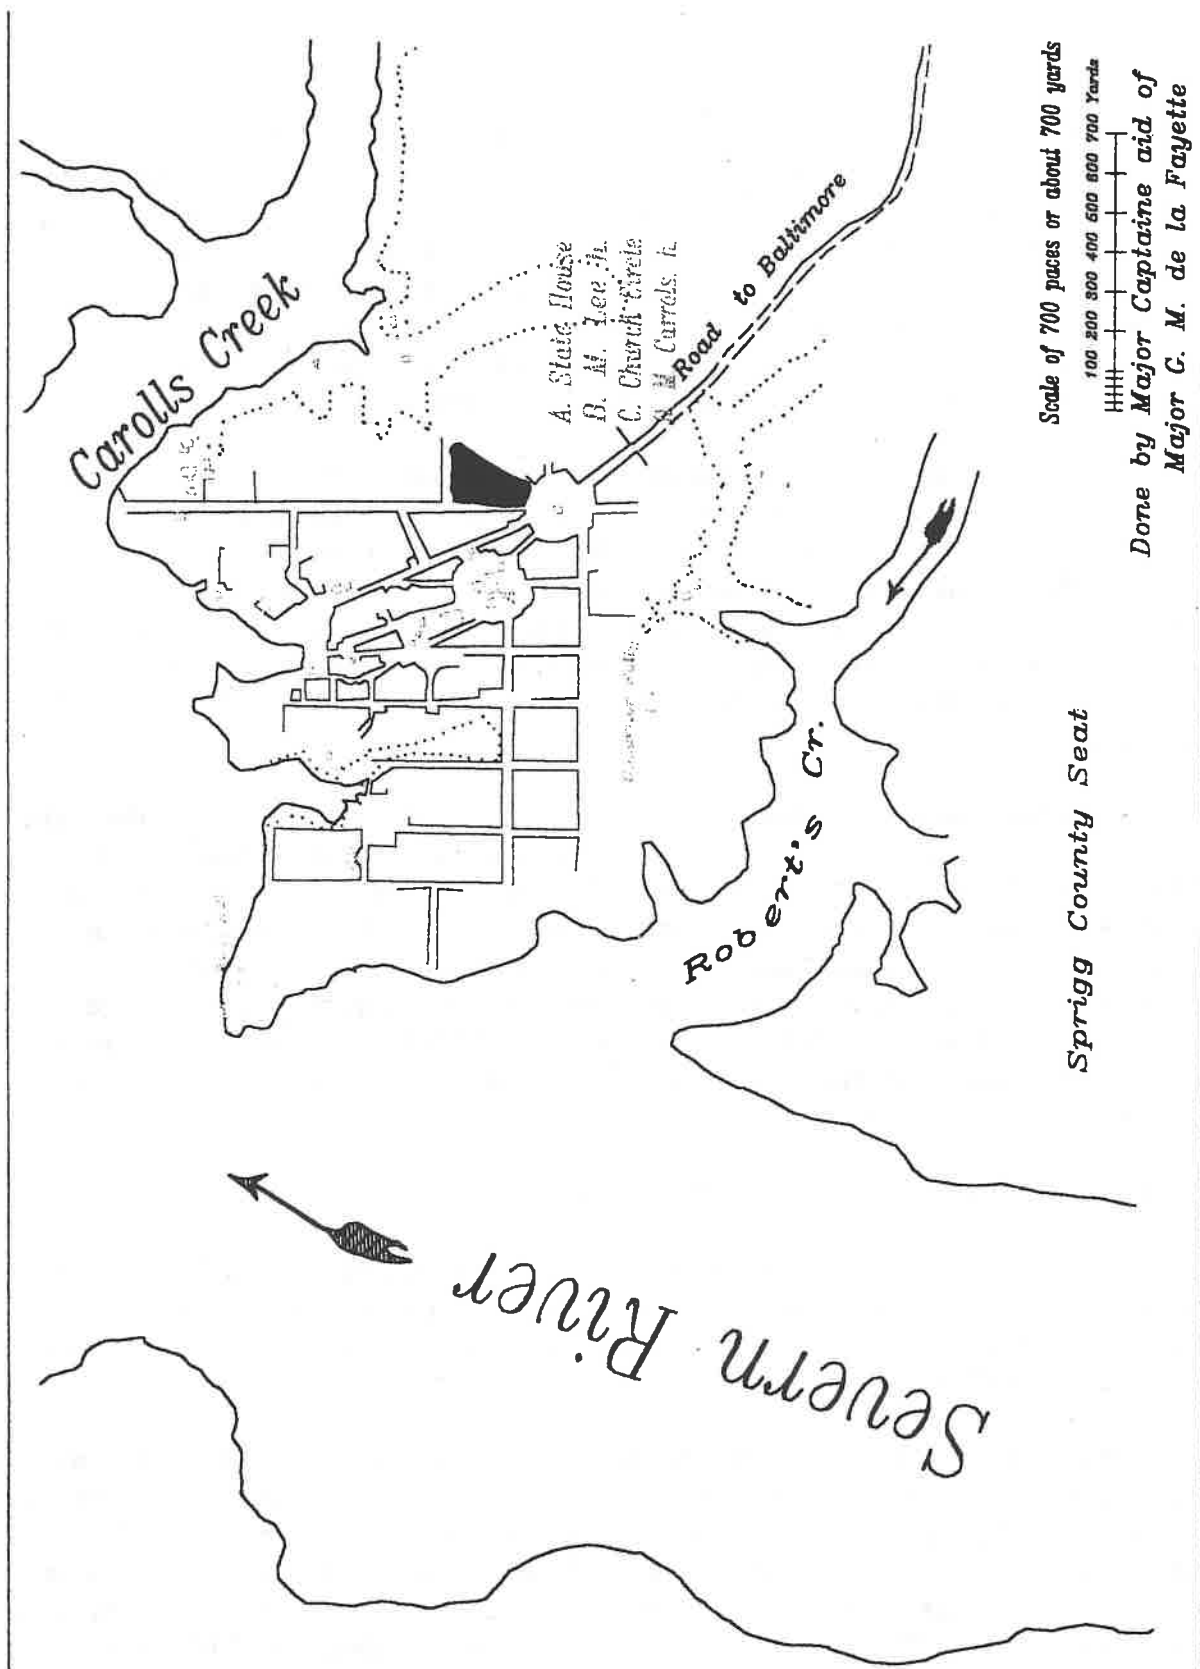 Carolls Creek
A. State House
B. M. Lee. h.
C. Church Circle
M Carrols. h.
Road to Baltimore
Robert's Cr.
Severn River
Sprigg County Seat
Scale of 700 paces or about 700 yards
100 200 300 400 500 600 700 Yards
Done by Major Captaine aid of
Major G. M. de la Fayette